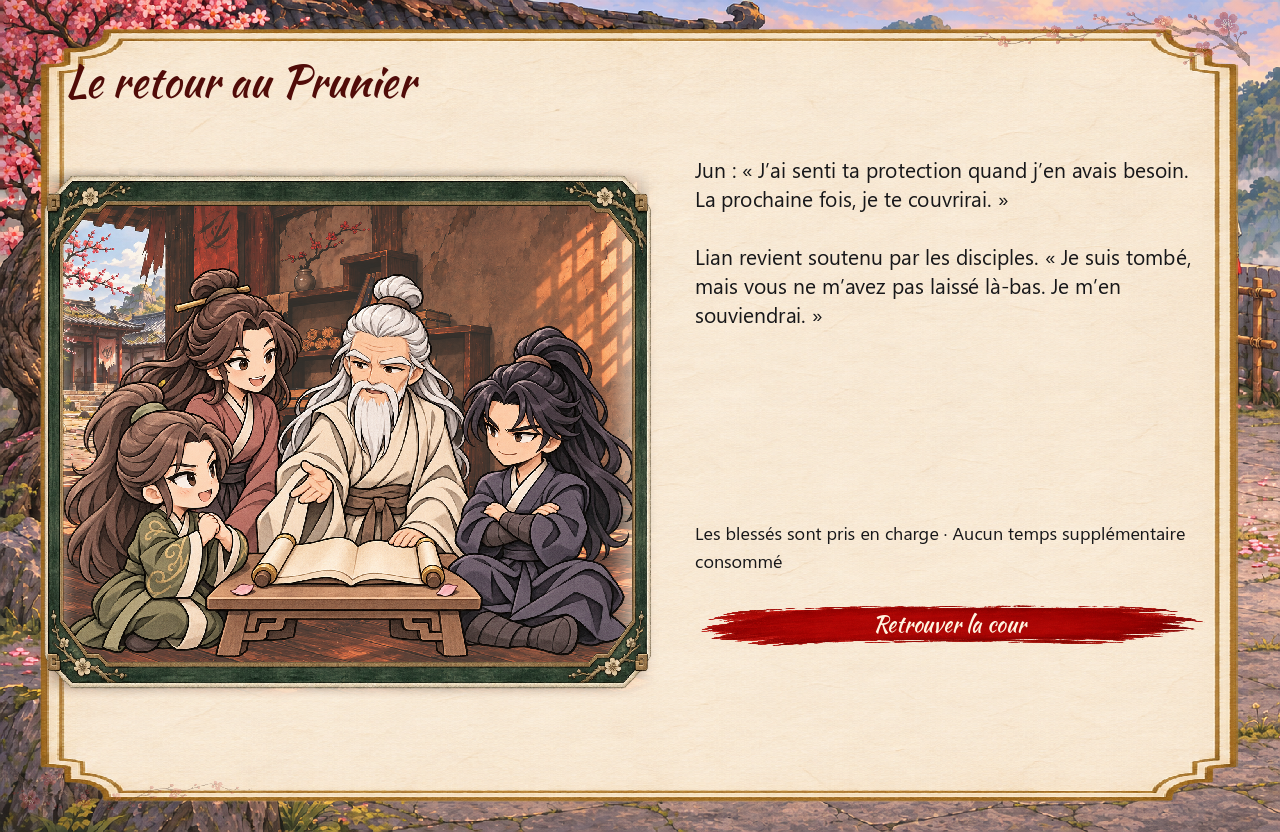 Le retour au Prunier
Jun : « J’ai senti ta protection quand j’en avais besoin.
La prochaine fois, je te couvrirai. »
Lian revient soutenu par les disciples. « Je suis tombé,
mais vous ne m’avez pas laissé là-bas. Je m’en
souviendrai. »
Les blessés sont pris en charge · Aucun temps supplémentaire
consommé
Retrouver la cour